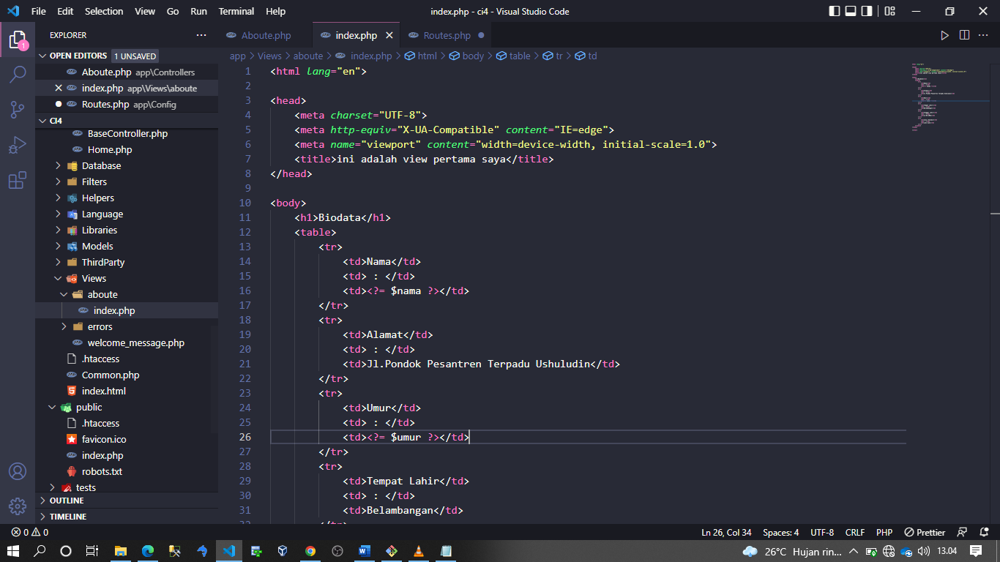 File Edit Selection View Go Run Terminal Help index.php - ci4 - Visual Studio Code
EXPLORER
Aboute.php index.php Routes.php
OPEN EDITORS 1 UNSAVED
Aboute.php app\Controllers
index.php app\Views\aboute
Routes.php app\Config
CI4
BaseController.php
Home.php
Database
Filters
Helpers
Language
Libraries
Models
ThirdParty
Views
aboute
index.php
errors
welcome_message.php
.htaccess
Common.php
index.html
public
.htaccess
favicon.ico
index.php
robots.txt
tests
OUTLINE
TIMELINE
1
app > Views > aboute > index.php > html > body > table > tr > td
1 <html lang="en">
2
3 <head>
4 <meta charset="UTF-8">
5 <meta http-equiv="X-UA-Compatible" content="IE=edge">
6 <meta name="viewport" content="width=device-width, initial-scale=1.0">
7 <title>ini adalah view pertama saya</title>
8 </head>
9
10 <body>
11 <h1>Biodata</h1>
12 <table>
13 <tr>
14 <td>Nama</td>
15 <td> : </td>
16 <td><?= $nama ?></td>
17 </tr>
18 <tr>
19 <td>Alamat</td>
20 <td> : </td>
21 <td>Jl.Pondok Pesantren Terpadu Ushuludin</td>
22 </tr>
23 <tr>
24 <td>Umur</td>
25 <td> : </td>
26 <td><?= $umur ?></td>
27 </tr>
28 <tr>
29 <td>Tempat Lahir</td>
30 <td> : </td>
31 <td>Belambangan</td>
32 </tr>
0 0 Ln 26, Col 34 Spaces: 4 UTF-8 CRLF PHP Prettier
26°C Hujan rin... 13.04